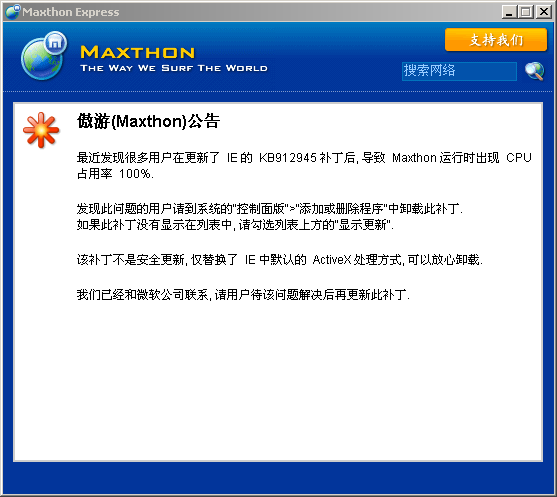 Maxthon Express
MAXTHON
THE WAY WE SURF THE WORLD
支持我们
搜索网络
傲游(Maxthon)公告
最近发现很多用户在更新了 IE 的 KB912945 补丁后, 导致 Maxthon 运行时出现 CPU
占用率 100%.
发现此问题的用户请到系统的"控制面版">"添加或删除程序"中卸载此补丁.
如果此补丁没有显示在列表中, 请勾选列表上方的"显示更新".
该补丁不是安全更新, 仅替换了 IE 中默认的 ActiveX 处理方式, 可以放心卸载.
我们已经和微软公司联系, 请用户待该问题解决后再更新此补丁.